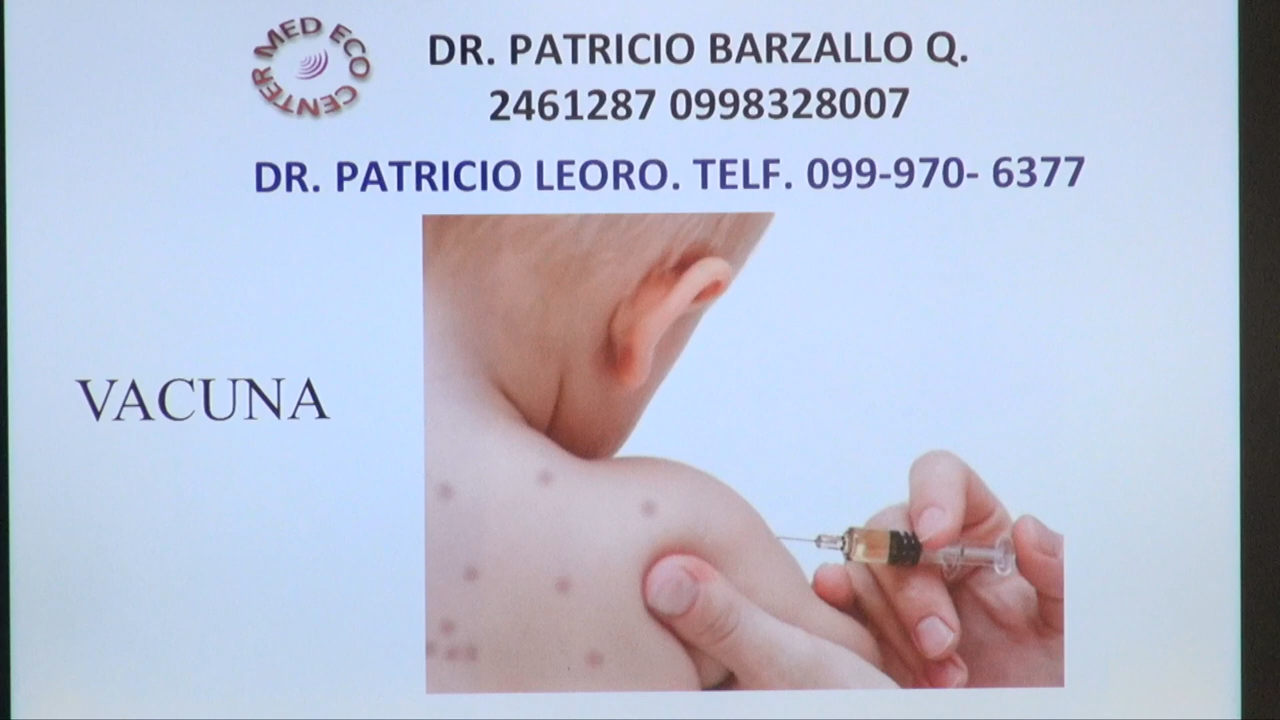 MED ECO CENTER
DR. PATRICIO BARZALLO Q.
2461287 0998328007
DR. PATRICIO LEORO. TELF. 099-970- 6377
VACUNA